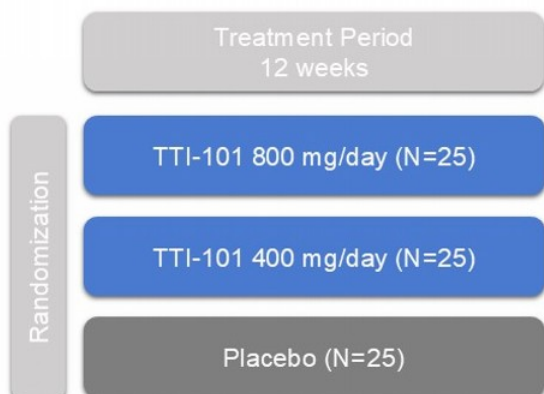 Treatment Period
12 weeks
Randomization
TTI-101 800 mg/day (N=25)
TTI-101 400 mg/day (N=25)
Placebo (N=25)